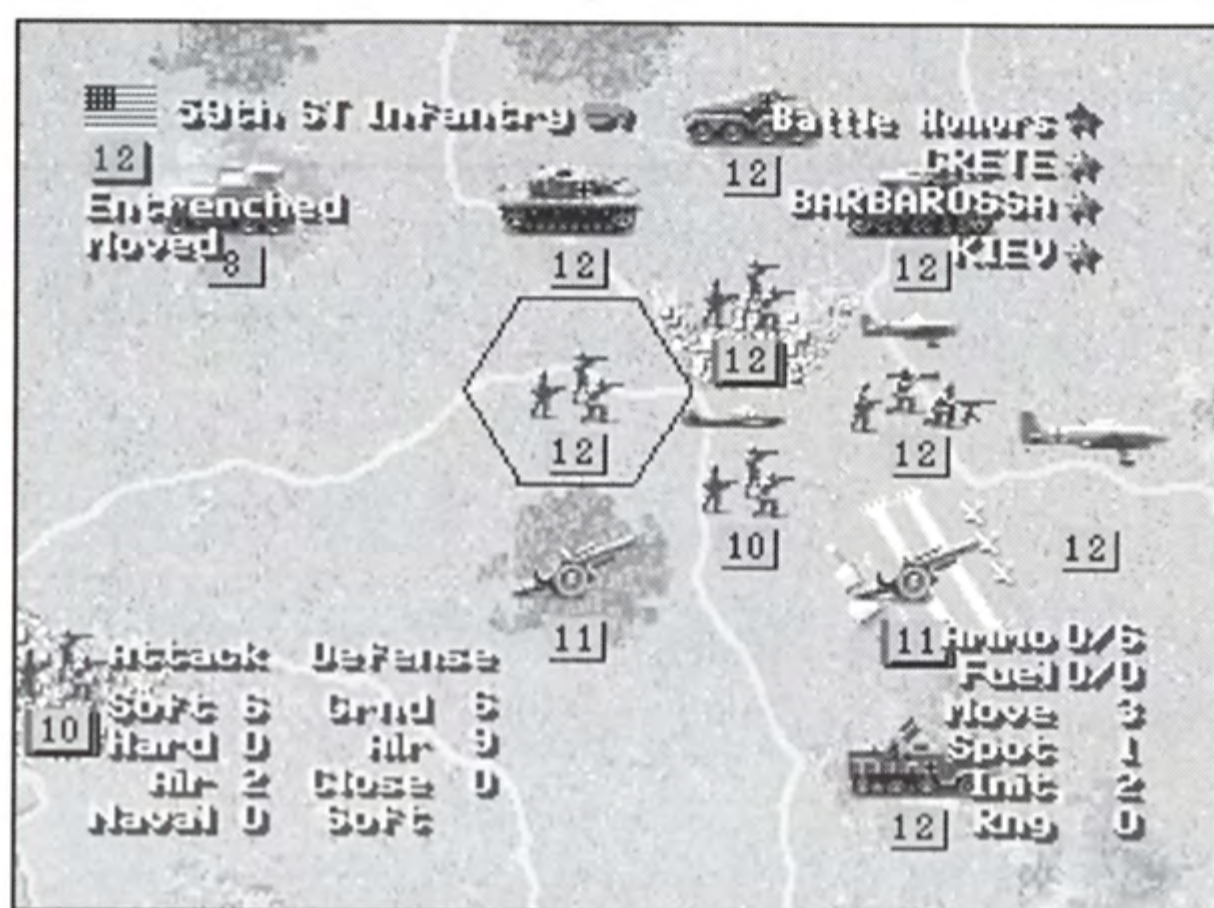 59th ST Infantry
Battle Honors
12
12
CRETE
Entrenched
BARBAROSSA
Moved
8
12
12
KIEV
12
12
12
10
12
11
11
Ammo 0/6
Fuel 0/0
Move 3
Spot 1
Init 2
Rng 0
12
10
Attack Defense
Soft 6 Grnd 6
Hard 0 Air 9
Air 2 Close 0
Naval 0 Soft